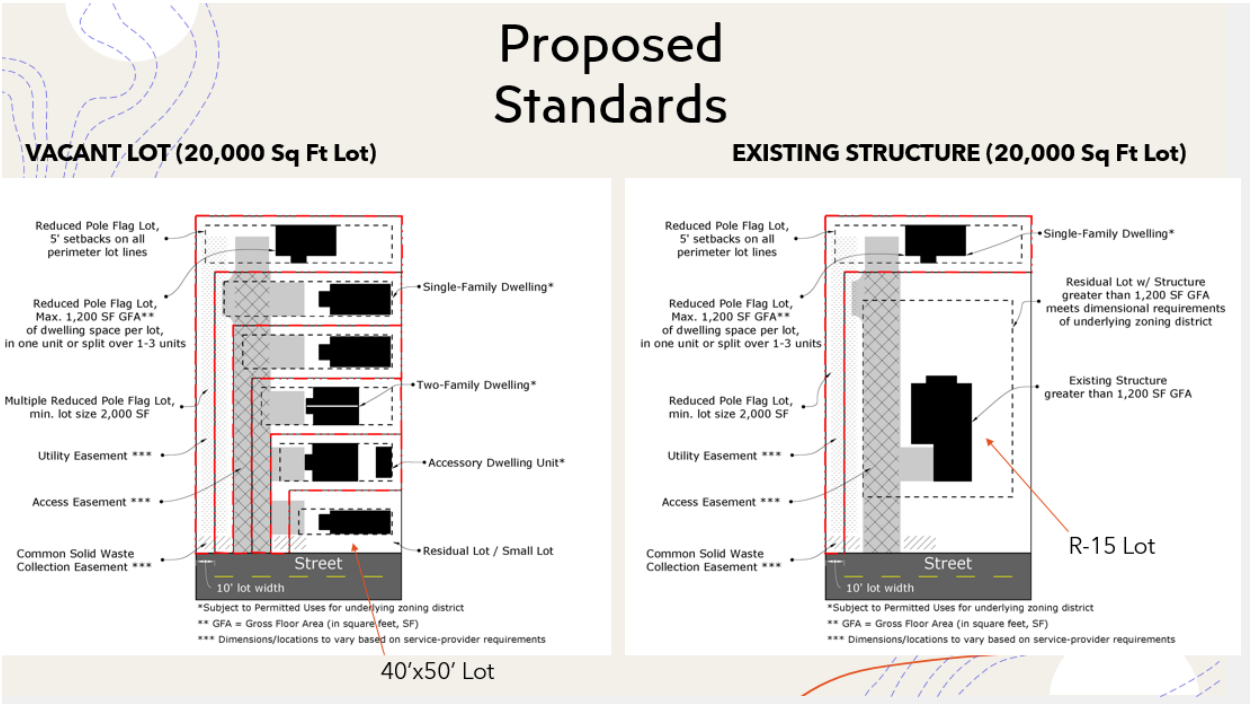 Proposed
Standards
VACANT LOT (20,000 Sq Ft Lot)
Reduced Pole Flag Lot,
5' setbacks on all
perimeter lot lines
Reduced Pole Flag Lot,
Max. 1,200 SF GFA**
of dwelling space per lot,
in one unit or split over 1-3 units
Multiple Reduced Pole Flag Lot,
min. lot size 2,000 SF
Utility Easement ***
Access Easement ***
Common Solid Waste
Collection Easement ***
Single-Family Dwelling*
Two-Family Dwelling*
Accessory Dwelling Unit*
Residual Lot / Small Lot
Street
10' lot width
*Subject to Permitted Uses for underlying zoning district
** GFA = Gross Floor Area (in square feet, SF)
*** Dimensions/locations to vary based on service-provider requirements
40’x50’ Lot
EXISTING STRUCTURE (20,000 Sq Ft Lot)
Reduced Pole Flag Lot,
5' setbacks on all
perimeter lot lines
Reduced Pole Flag Lot,
Max. 1,200 SF GFA**
of dwelling space per lot,
in one unit or split over 1-3 units
Reduced Pole Flag Lot,
min. lot size 2,000 SF
Utility Easement ***
Access Easement ***
Common Solid Waste
Collection Easement ***
Single-Family Dwelling*
Residual Lot w/ Structure
greater than 1,200 SF GFA
meets dimensional requirements
of underlying zoning district
Existing Structure
greater than 1,200 SF GFA
R-15 Lot
Street
10' lot width
*Subject to Permitted Uses for underlying zoning district
** GFA = Gross Floor Area (in square feet, SF)
*** Dimensions/locations to vary based on service-provider requirements